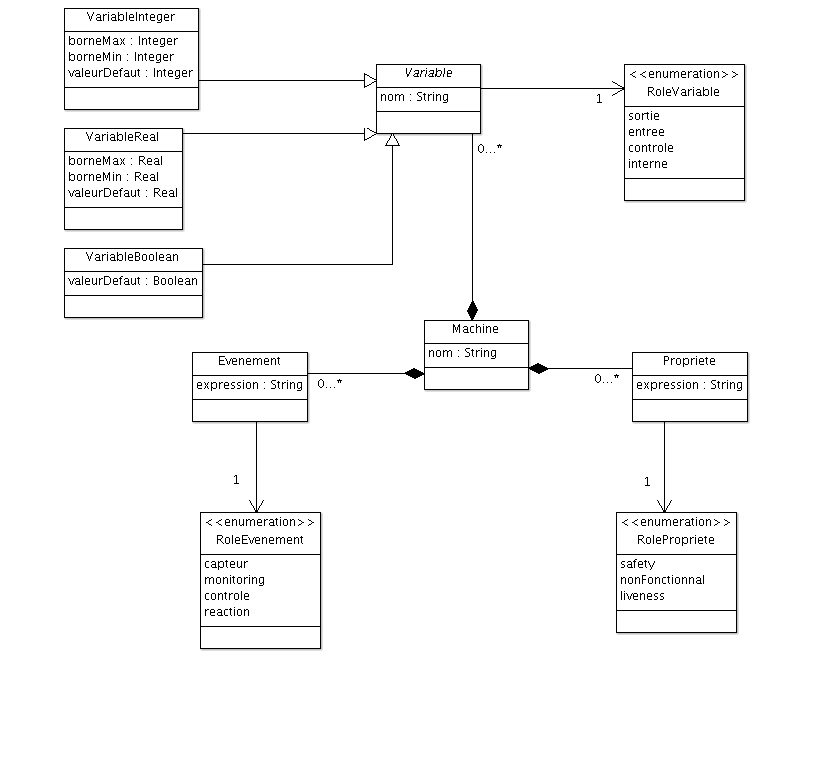 VariableInteger
borneMax : Integer
borneMin : Integer
valeurDefaut : Integer
VariableReal
borneMax : Real
borneMin : Real
valeurDefaut : Real
VariableBoolean
valeurDefaut : Boolean
Variable
nom : String
0...*
1
<<enumeration>>
RoleVariable
sortie
entree
controle
interne
Machine
nom : String
Evenement
expression : String
0...*
0...*
Propriete
expression : String
1
<<enumeration>>
RoleEvenement
capteur
monitoring
controle
reaction
1
<<enumeration>>
RolePropriete
safety
nonFonctionnal
liveness